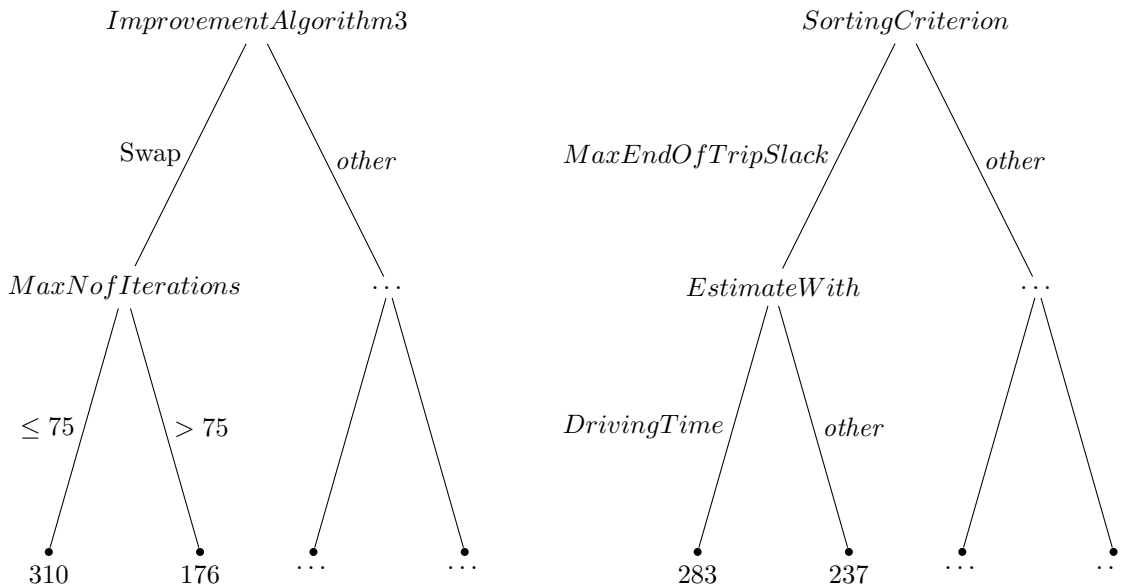 ImprovementAlgorithm3
SortingCriterion
Swap
other
MaxEndOfTripSlack
other
MaxNofIterations
...
EstimateWith
...
≤ 75
> 75
DrivingTime
other
310
176
...
...
283
237
...
..